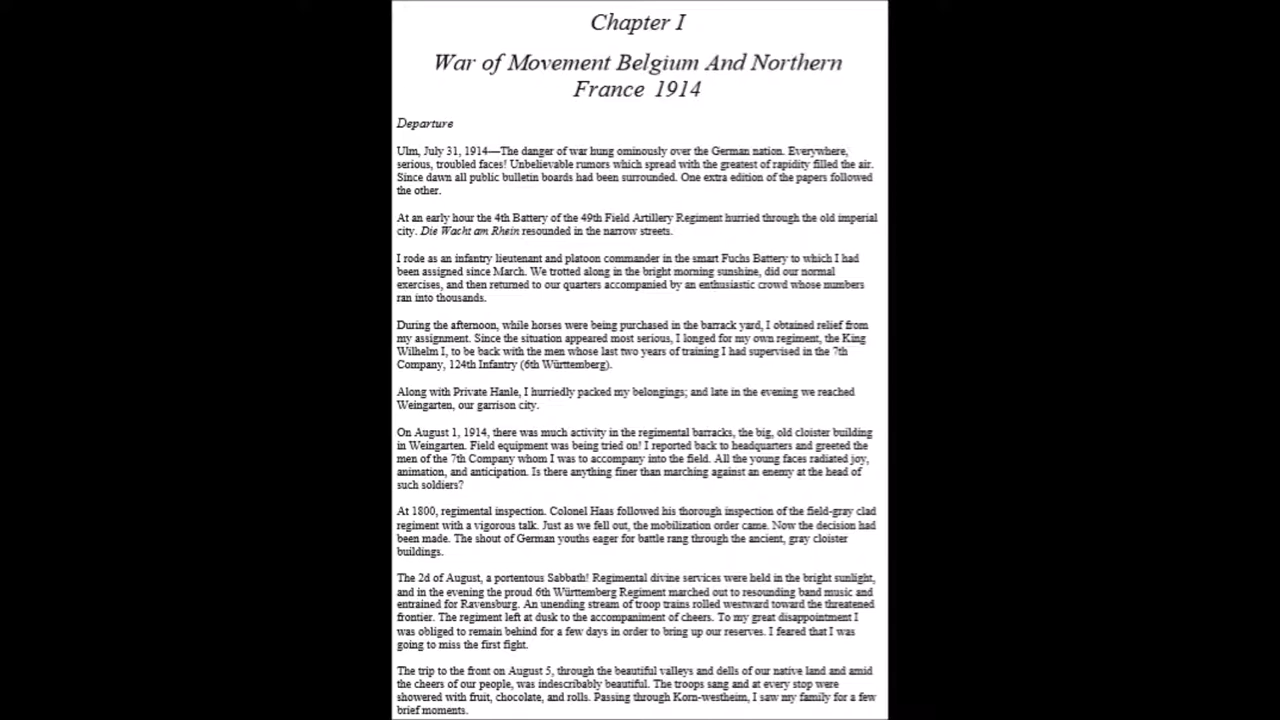 Chapter I
War of Movement Belgium And Northern
France 1914
Departure
Ulm, July 31, 1914—The danger of war hung ominously over the German nation. Everywhere,
serious, troubled faces! Unbelievable rumors which spread with the greatest of rapidity filled the air.
Since dawn all public bulletin boards had been surrounded. One extra edition of the papers followed
the other.
At an early hour the 4th Battery of the 49th Field Artillery Regiment hurried through the old imperial
city. Die Wacht am Rhein resounded in the narrow streets.
I rode as an infantry lieutenant and platoon commander in the smart Fuchs Battery to which I had
been assigned since March. We trotted along in the bright morning sunshine, did our normal
exercises, and then returned to our quarters accompanied by an enthusiastic crowd whose numbers
ran into thousands.
During the afternoon, while horses were being purchased in the barrack yard, I obtained relief from
my assignment. Since the situation appeared most serious, I longed for my own regiment, the King
Wilhelm I, to be back with the men whose last two years of training I had supervised in the 7th
Company, 124th Infantry (6th Württemberg).
Along with Private Hanle, I hurriedly packed my belongings; and late in the evening we reached
Weingarten, our garrison city.
On August 1, 1914, there was much activity in the regimental barracks, the big, old cloister building
in Weingarten. Field equipment was being tried on! I reported back to headquarters and greeted the
men of the 7th Company whom I was to accompany into the field. All the young faces radiated joy,
animation, and anticipation. Is there anything finer than marching against an enemy at the head of
such soldiers?
At 1800, regimental inspection. Colonel Haas followed his thorough inspection of the field-gray clad
regiment with a vigorous talk. Just as we fell out, the mobilization order came. Now the decision had
been made. The shout of German youths eager for battle rang through the ancient, gray cloister
buildings.
The 2d of August, a portentous Sabbath! Regimental divine services were held in the bright sunlight,
and in the evening the proud 6th Württemberg Regiment marched out to resounding band music and
entrained for Ravensburg. An unending stream of troop trains rolled westward toward the threatened
frontier. The regiment left at dusk to the accompaniment of cheers. To my great disappointment I
was obliged to remain behind for a few days in order to bring up our reserves. I feared that I was
going to miss the first fight.
The trip to the front on August 5, through the beautiful valleys and dells of our native land and amid
the cheers of our people, was indescribably beautiful. The troops sang and at every stop were
showered with fruit, chocolate, and rolls. Passing through Korn-westheim, I saw my family for a few
brief moments.